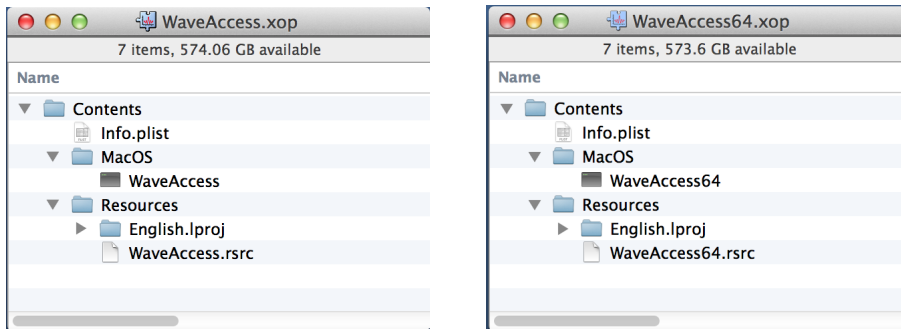 WaveAccess.xop
7 items, 574.06 GB available
Name
Contents
Info.plist
MacOS
WaveAccess
Resources
English.lproj
WaveAccess.rsrc
WaveAccess64.xop
7 items, 573.6 GB available
Name
Contents
Info.plist
MacOS
WaveAccess64
Resources
English.lproj
WaveAccess64.rsrc